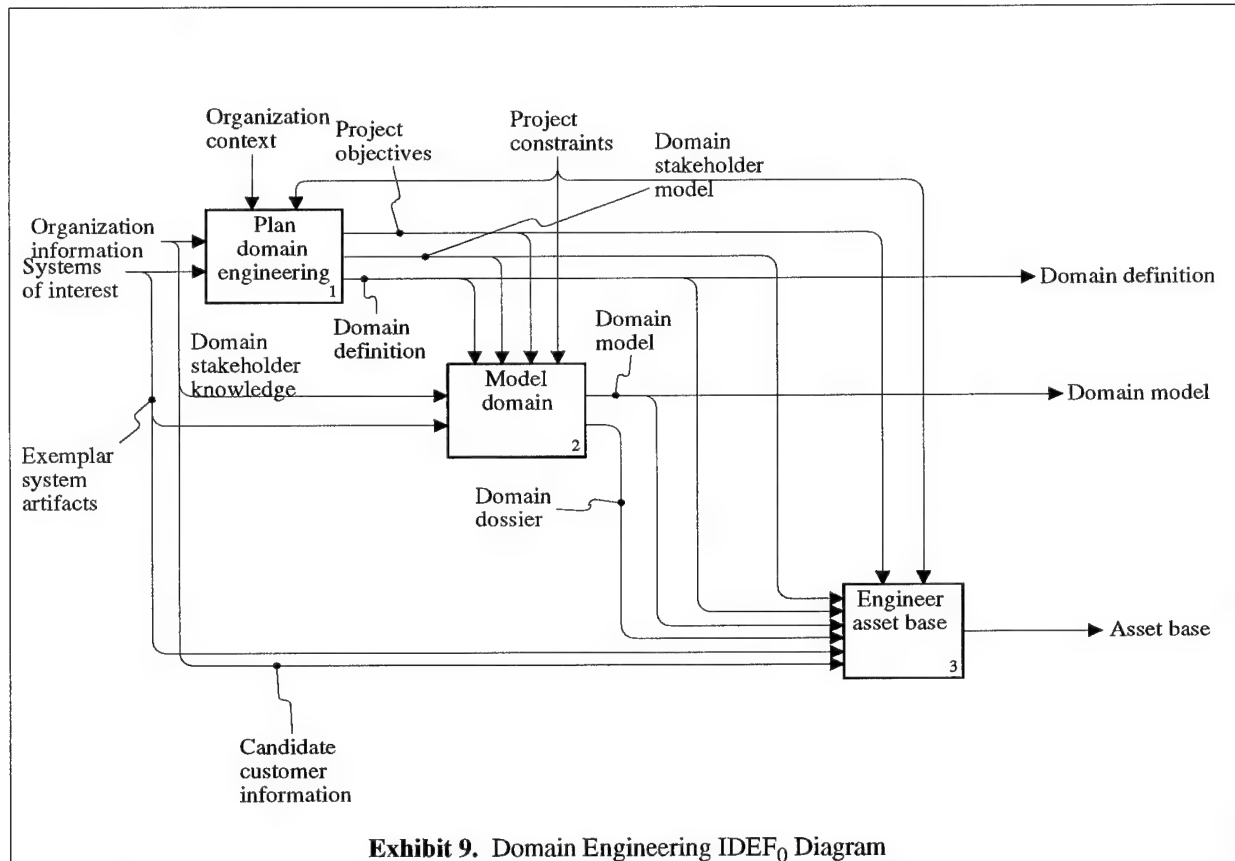 Organization
context
Project
objectives
Project
constraints
Domain
stakeholder
model
Organization
information
Systems
of interest
Plan
domain
engineering
1
Domain definition
Domain
definition
Domain
stakeholder
knowledge
Domain
model
Model
domain
2
Domain model
Exemplar
system
artifacts
Domain
dossier
Engineer
asset base
3
Asset base
Candidate
customer
information
Exhibit 9. Domain Engineering IDEF0 Diagram